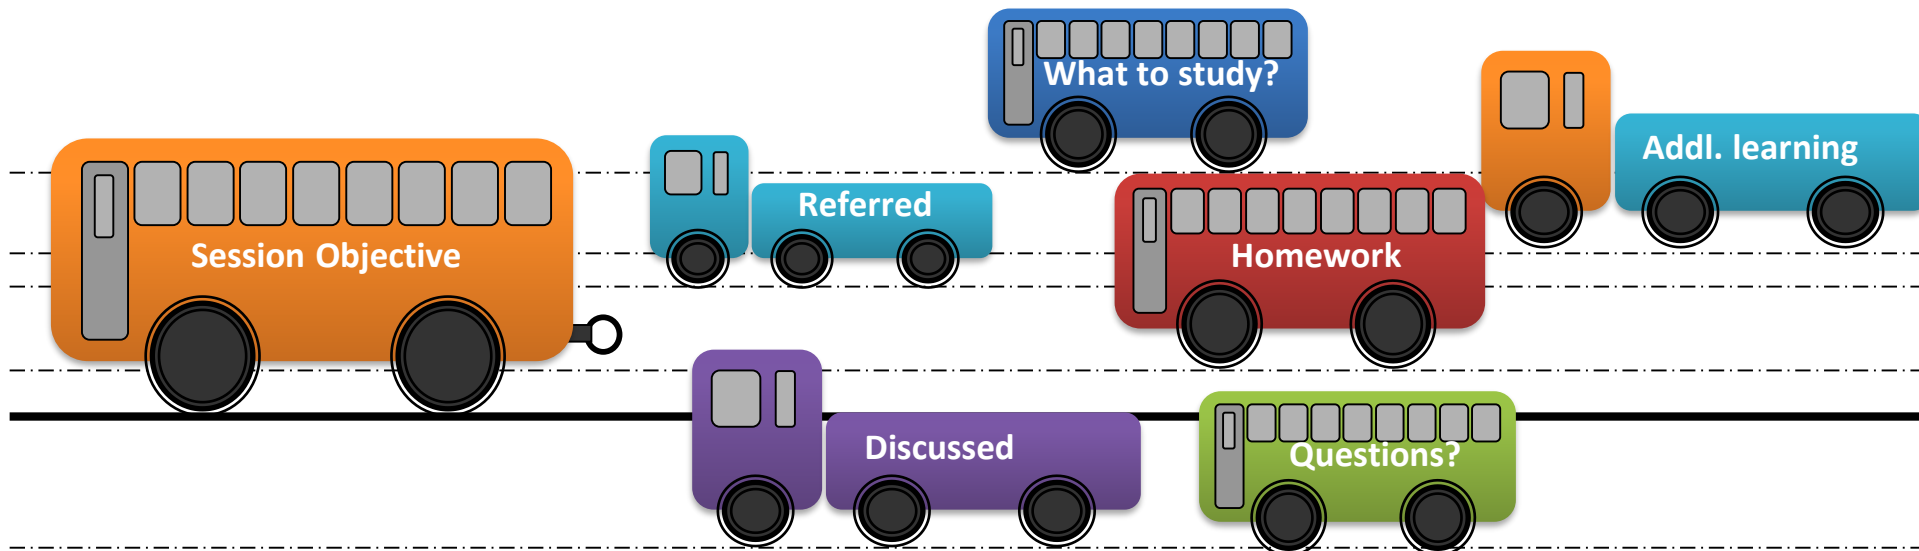 What to study?
Addl. learning
Referred
Session Objective
Homework
Discussed
Questions?